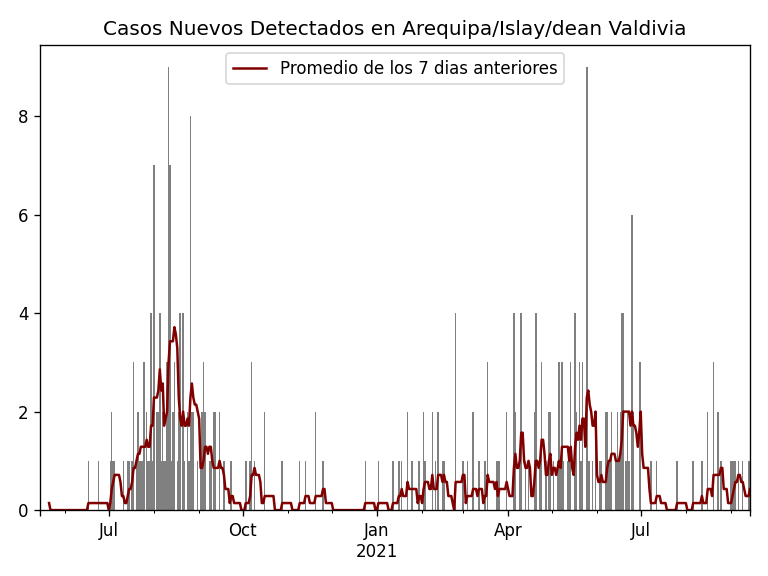 Casos Nuevos Detectados en Arequipa/Islay/dean Valdivia
Promedio de los 7 dias anteriores
8
6
4
2
0
Jul
Oct
Jan
2021
Apr
Jul